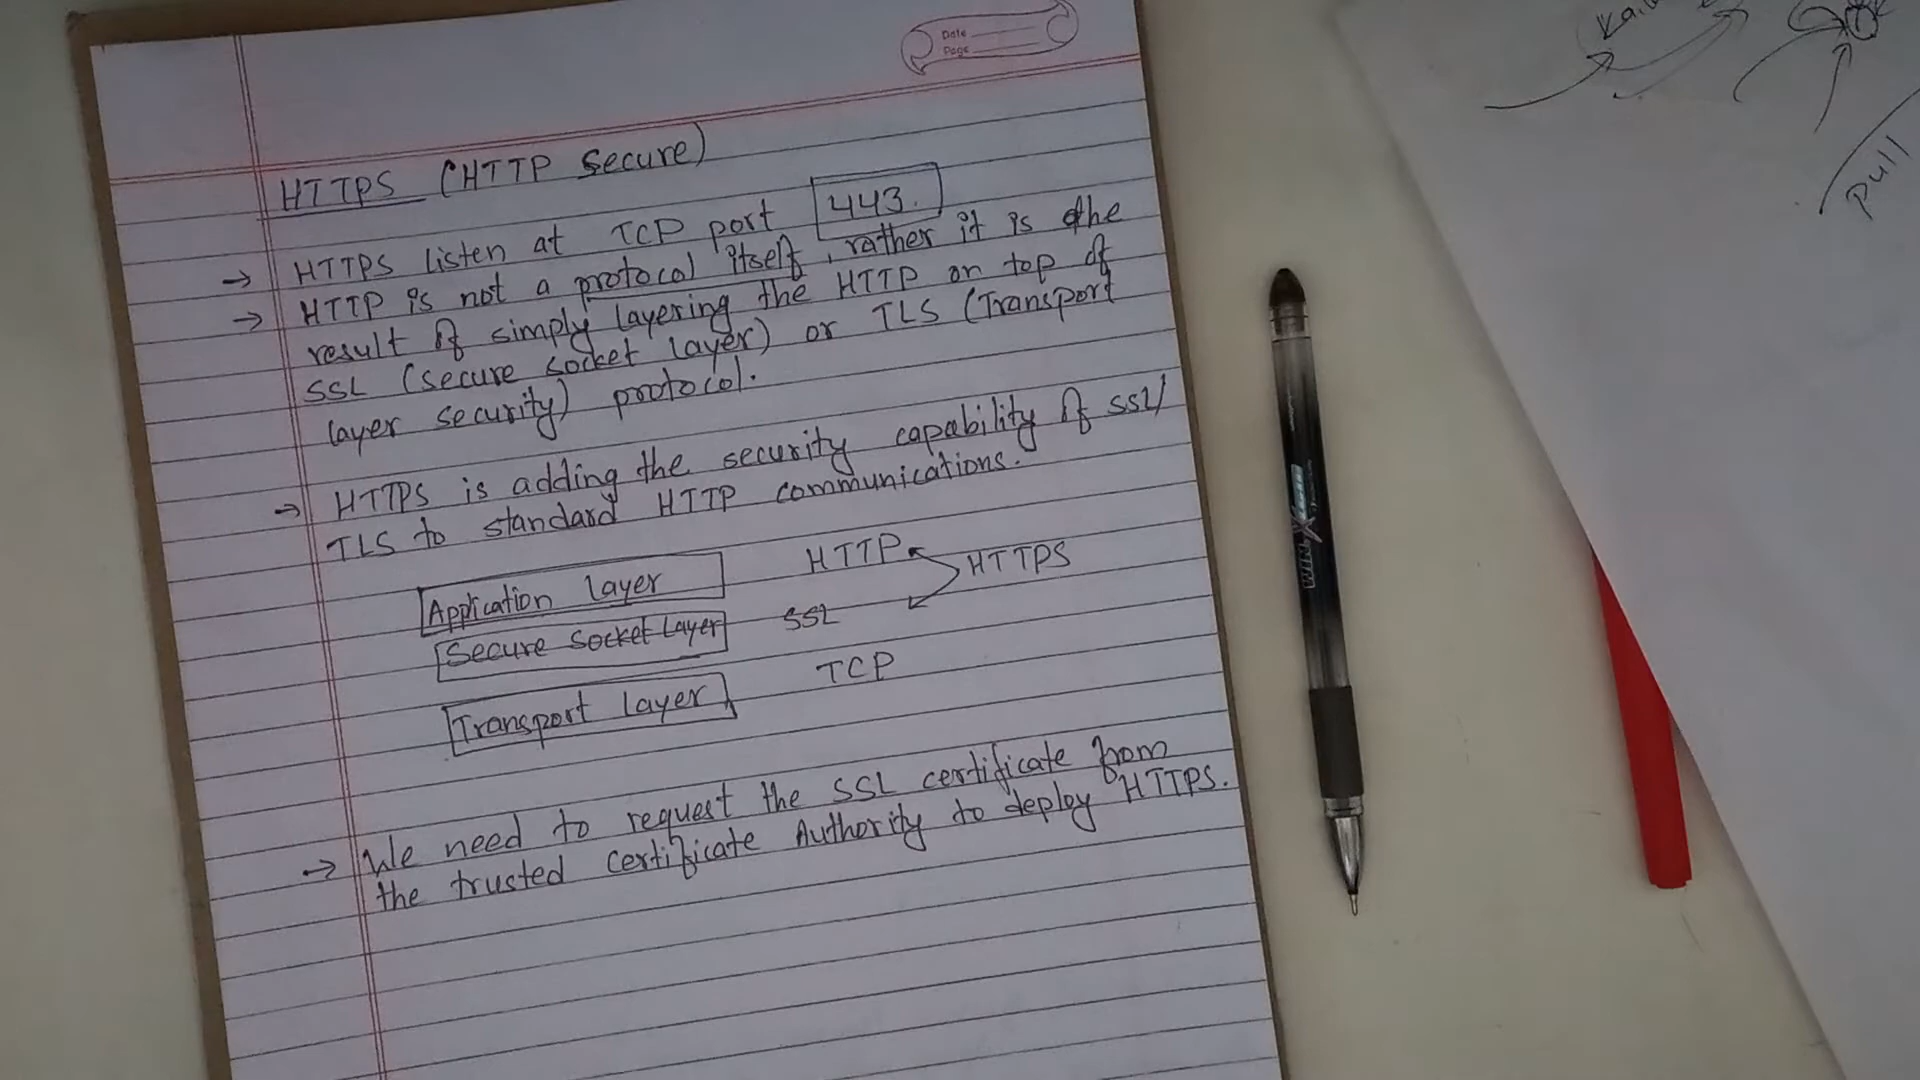 Date
Page
HTTPS (HTTP Secure)
→ HTTPS listen at TCP port 443.
→ HTTP is not a protocol itself, rather it is the
result of simply layering the HTTP on top of
SSL (secure socket layer) or TLS (Transport
layer security) protocol.
→ HTTPS is adding the security capability of SSL/
TLS to standard HTTP communications.
Application layer HTTP HTTPS
Secure Socket Layer SSL
Transport layer TCP
→ We need to request the SSL certificate from
the trusted certificate Authority to deploy HTTPS.
Pull